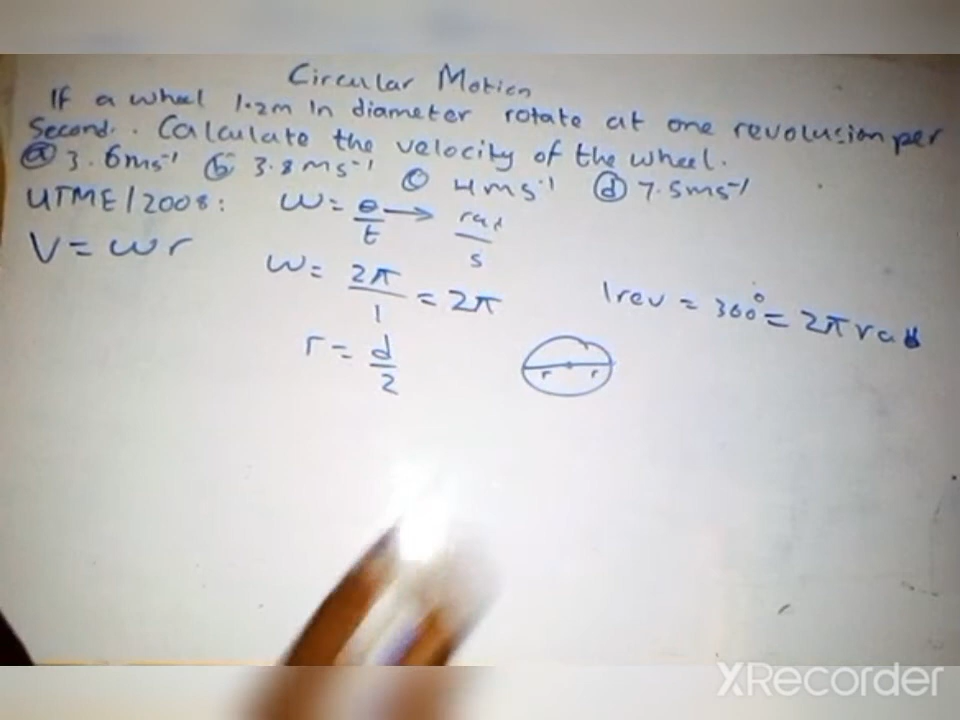 Circular Motion
If a wheel 1.2m in diameter rotate at one revolusion per
Second. . Calculate the velocity of the wheel.
(a) 3.6ms⁻¹ (b) 3.8ms⁻¹ (c) 4ms⁻¹ (d) 7.5ms⁻¹
UTME/2008: ω = θ/t → rad/s
V = ωr
ω = 2π/1 = 2π
1rev = 360° = 2π rad
r = d/2
r r
XRecorder